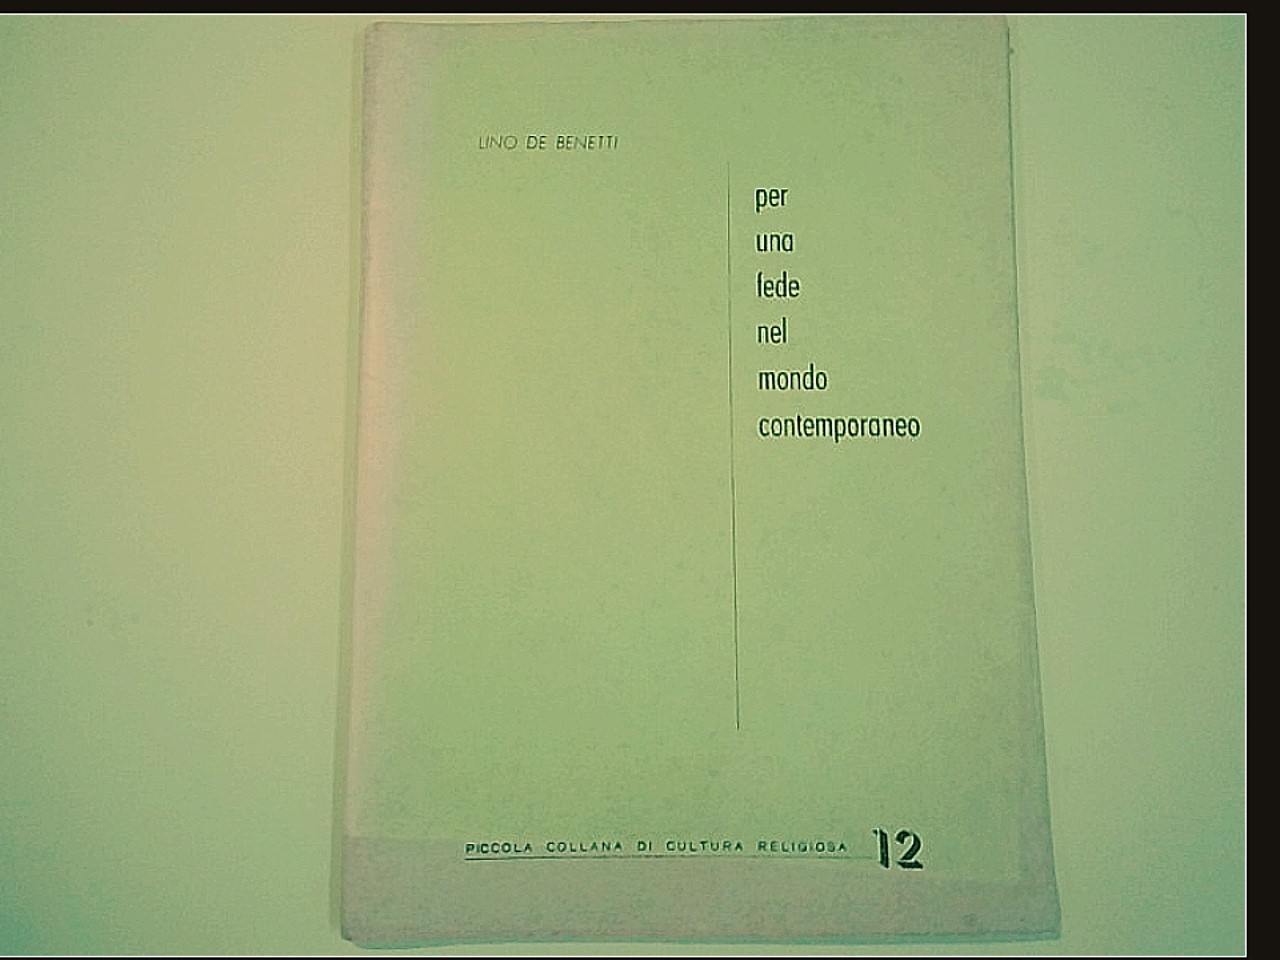 LINO DE BENETTI
per
una
fede
nel
mondo
contemporaneo
PICCOLA COLLANA DI CULTURA RELIGIOSA 12